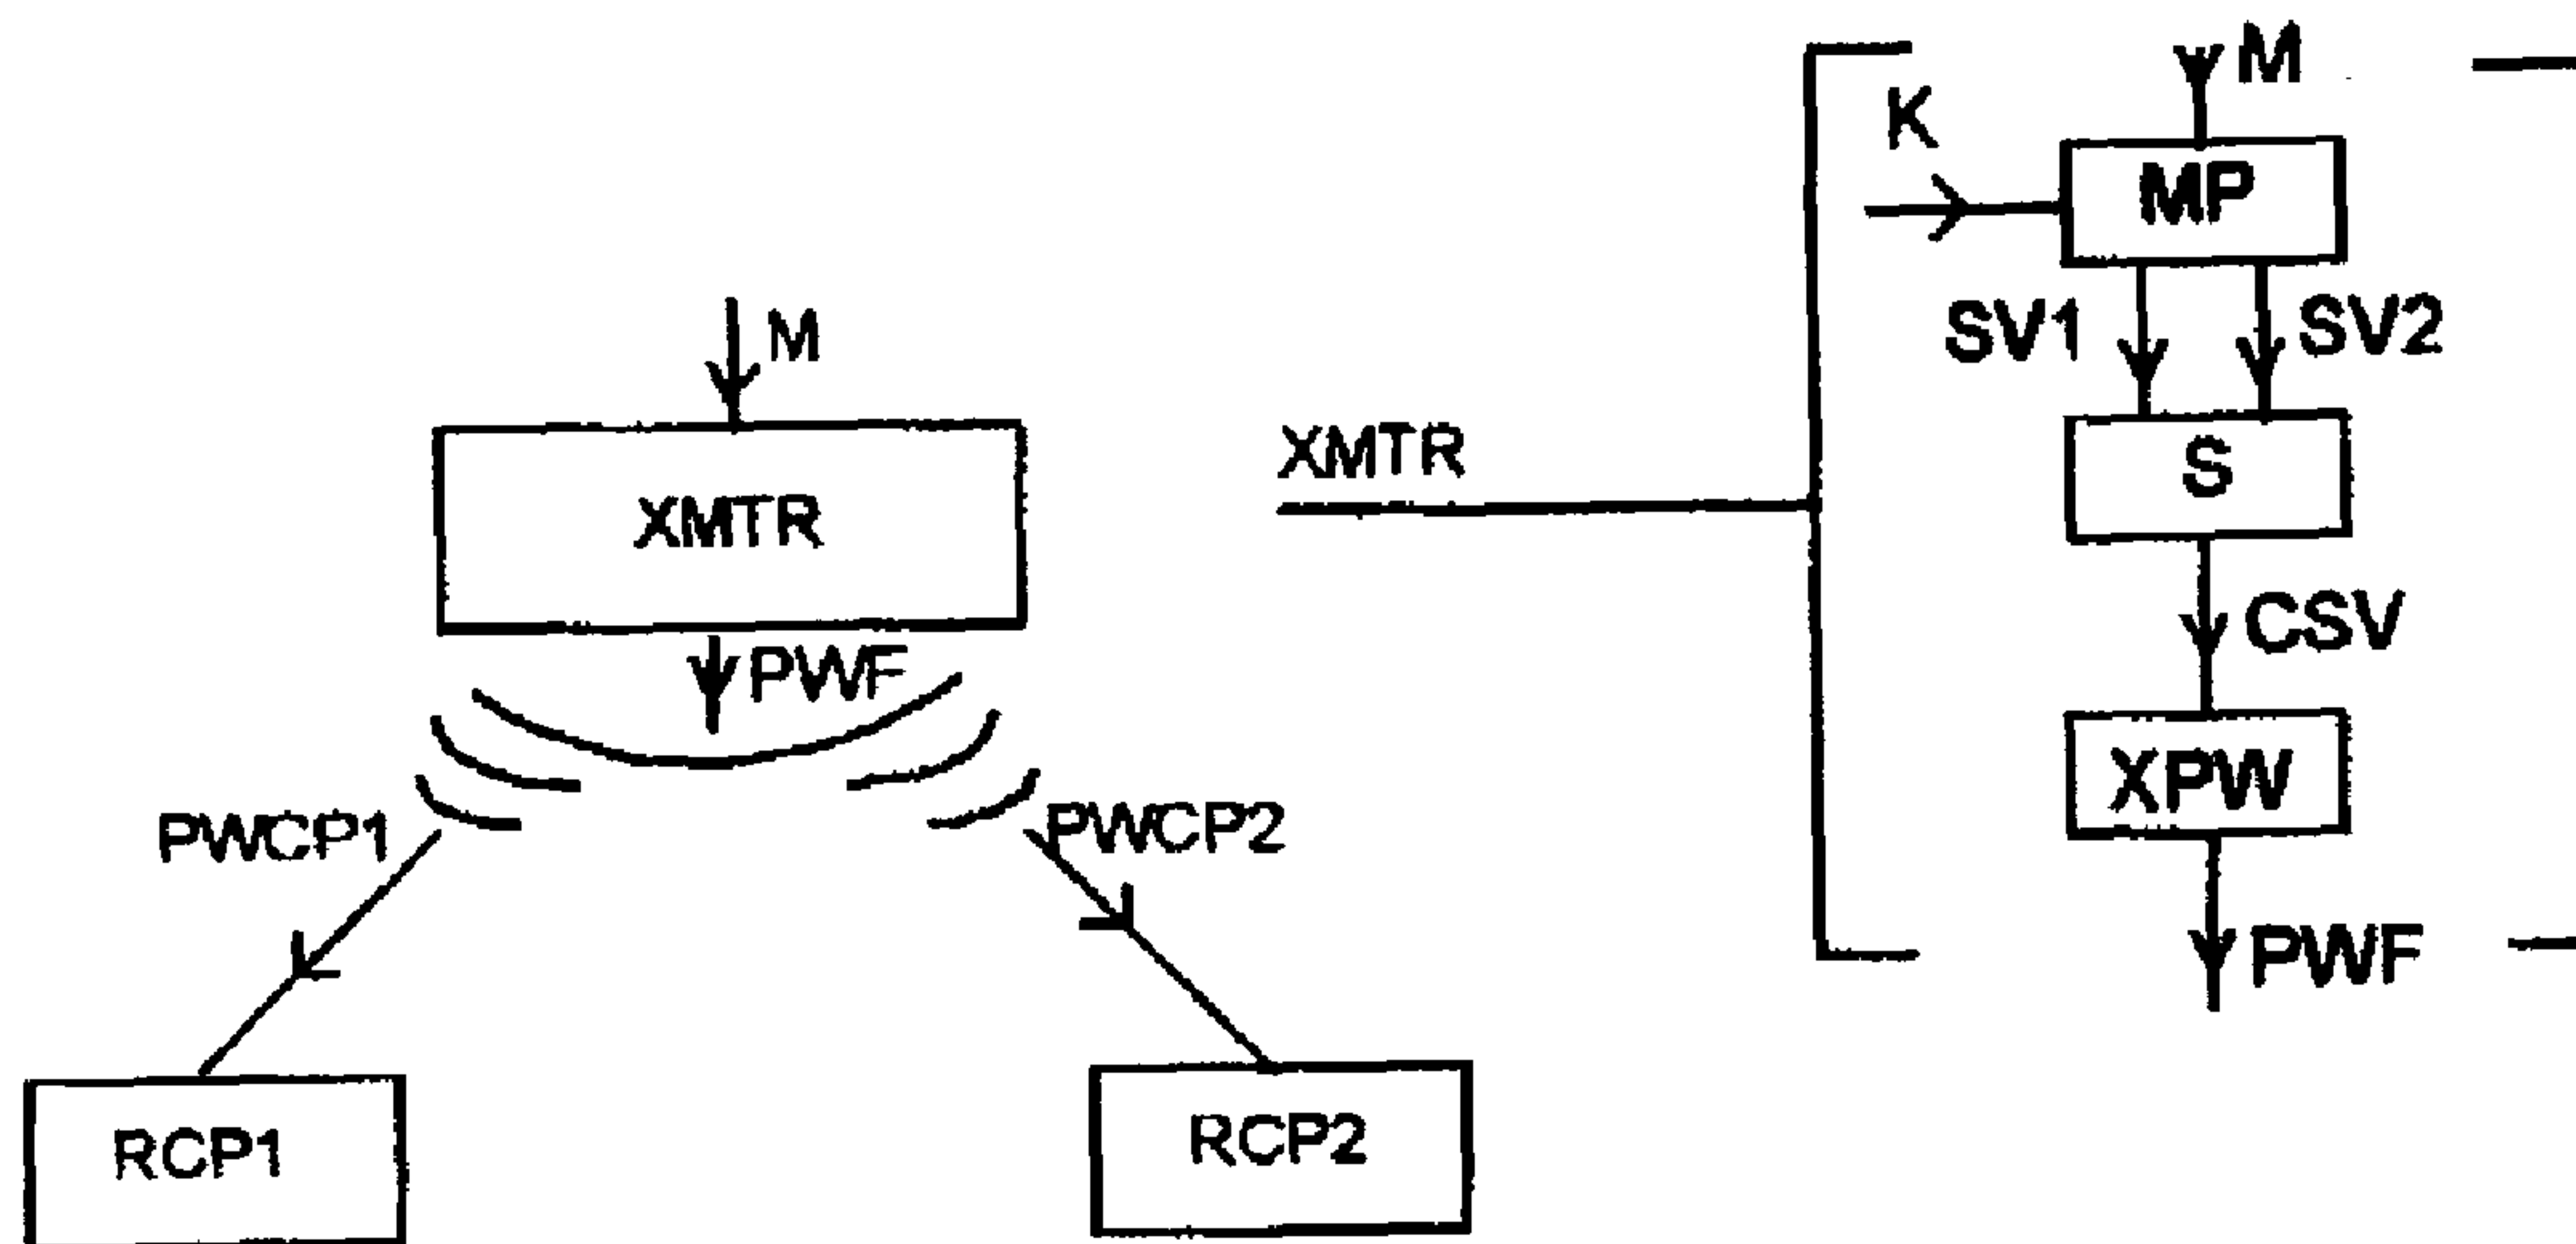 M
XMTR
PWF
PWCP1
PWCP2
RCP1
RCP2
XMTR
M
K
MP
SV1
SV2
S
CSV
XPW
PWF